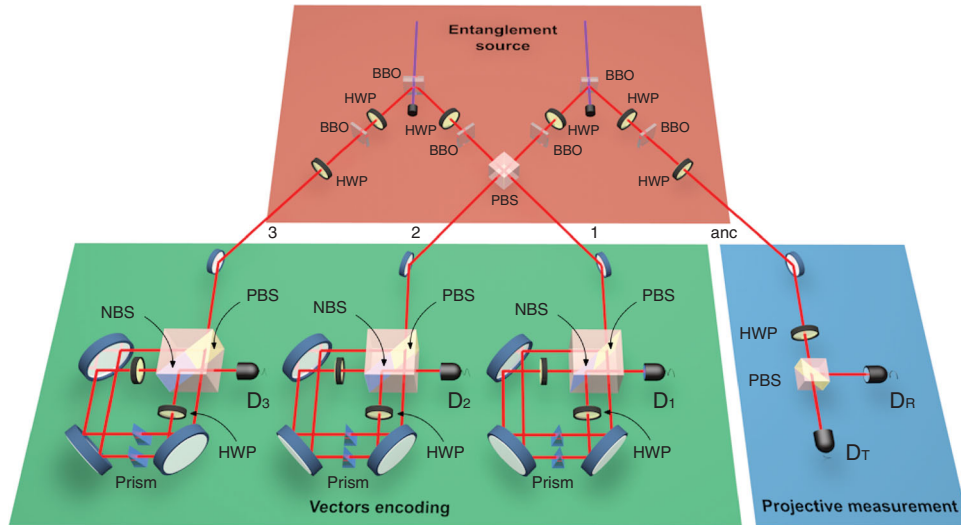 Entanglement
source
BBO
BBO
HWP
HWP
HWP
HWP
BBO
BBO
BBO
BBO
HWP
HWP
PBS
3
2
1
anc
NBS
PBS
NBS
PBS
NBS
PBS
HWP
PBS
D3
D2
D1
DR
HWP
HWP
HWP
DT
Prism
Prism
Prism
Vectors encoding
Projective measurement